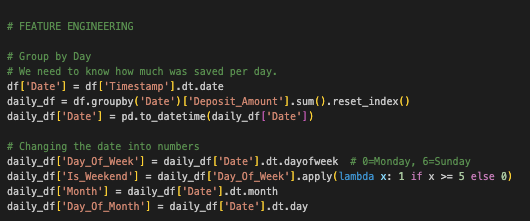 # FEATURE ENGINEERING
# Group by Day
# We need to know how much was saved per day.
df['Date'] = df['Timestamp'].dt.date
daily_df = df.groupby('Date')['Deposit_Amount'].sum().reset_index()
daily_df['Date'] = pd.to_datetime(daily_df['Date'])
# Changing the date into numbers
daily_df['Day_Of_Week'] = daily_df['Date'].dt.dayofweek  # 0=Monday, 6=Sunday
daily_df['Is_Weekend'] = daily_df['Day_Of_Week'].apply(lambda x: 1 if x >= 5 else 0)
daily_df['Month'] = daily_df['Date'].dt.month
daily_df['Day_Of_Month'] = daily_df['Date'].dt.day